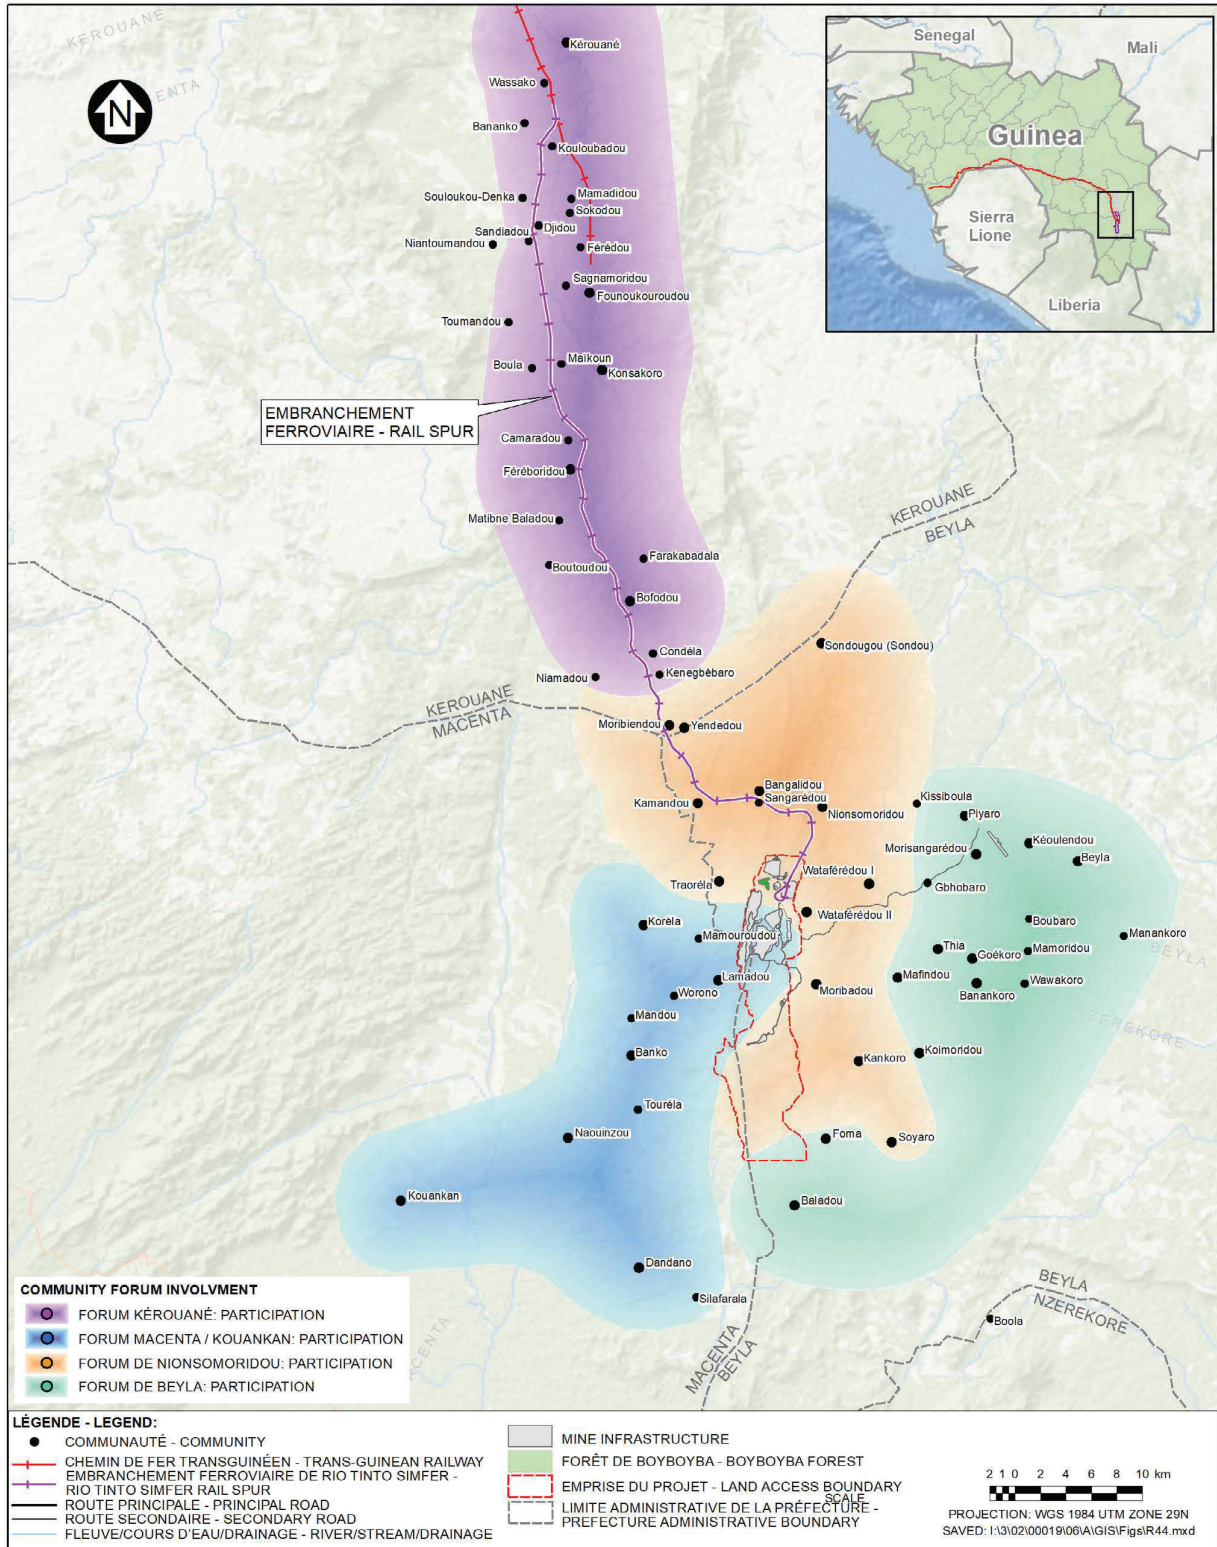 KEROUANE
MACENTA
N
Kérouané
Wassako
Bananko
Kouloubadou
Souloukou-Denka
Mamadidou
Sokodou
Djidou
Sandiadou
Niantoumandou
Férédou
Sagnamoridou
Founoukouroudou
Toumandou
Boula
Maïkoun
Konsakoro
EMBRANCHEMENT
FERROVIAIRE - RAIL SPUR
Camaradou
Féréboridou
Matibne Baladou
Boutoudou
Farakabadala
Bofodou
Condéla
Kenegbèbaro
Niamadou
Senegal
Mali
Guinea
Sierra
Lione
Liberia
KEROUANE
BEYLA
KEROUANE
MACENTA
Sondougou (Sondou)
Moribiendou
Yendedou
Bangalidou
Sangarédou
Kamandou
Nionsomoridou
Kissiboula
Piyaro
Kéoulendou
Morisangarédou
Beyla
Traoréla
Wataférédou I
Gbhobaro
Wataférédou II
Korèla
Mamouroudou
Boubaro
Manankoro
BEYLA
Thia
Goékoro
Mamoridou
Lamadou
Worono
Moribadou
Mafindou
Banankoro
Wawakoro
Mandou
NZEREKORE
Banko
Kankoro
Koimoridou
Touréla
Naouinzou
Foma
Soyaro
Kouankan
Baladou
Dandano
Silafarala
MACENTA
BEYLA
BEYLA
NZEREKORE
Boola
MACENTA
COMMUNITY FORUM INVOLVMENT
FORUM KÉROUANÉ: PARTICIPATION
FORUM MACENTA / KOUANKAN: PARTICIPATION
FORUM DE NIONSOMORIDOU: PARTICIPATION
FORUM DE BEYLA: PARTICIPATION
LÉGENDE - LEGEND:
COMMUNAUTÉ - COMMUNITY
CHEMIN DE FER TRANSGUINÉEN - TRANS-GUINEAN RAILWAY
EMBRANCHEMENT FERROVIAIRE DE RIO TINTO SIMFER -
RIO TINTO SIMFER RAIL SPUR
ROUTE PRINCIPALE - PRINCIPAL ROAD
ROUTE SECONDAIRE - SECONDARY ROAD
FLEUVE/COURS D'EAU/DRAINAGE - RIVER/STREAM/DRAINAGE
MINE INFRASTRUCTURE
FORÊT DE BOYBOYBA - BOYBOYBA FOREST
EMPRISE DU PROJET - LAND ACCESS BOUNDARY
SCALE
LIMITE ADMINISTRATIVE DE LA PRÉFECTURE -
PREFECTURE ADMINISTRATIVE BOUNDARY
2 1 0 2 4 6 8 10 km
PROJECTION: WGS 1984 UTM ZONE 29N
SAVED: I:\3\02\00019\06\A\GIS\Figs\R44.mxd